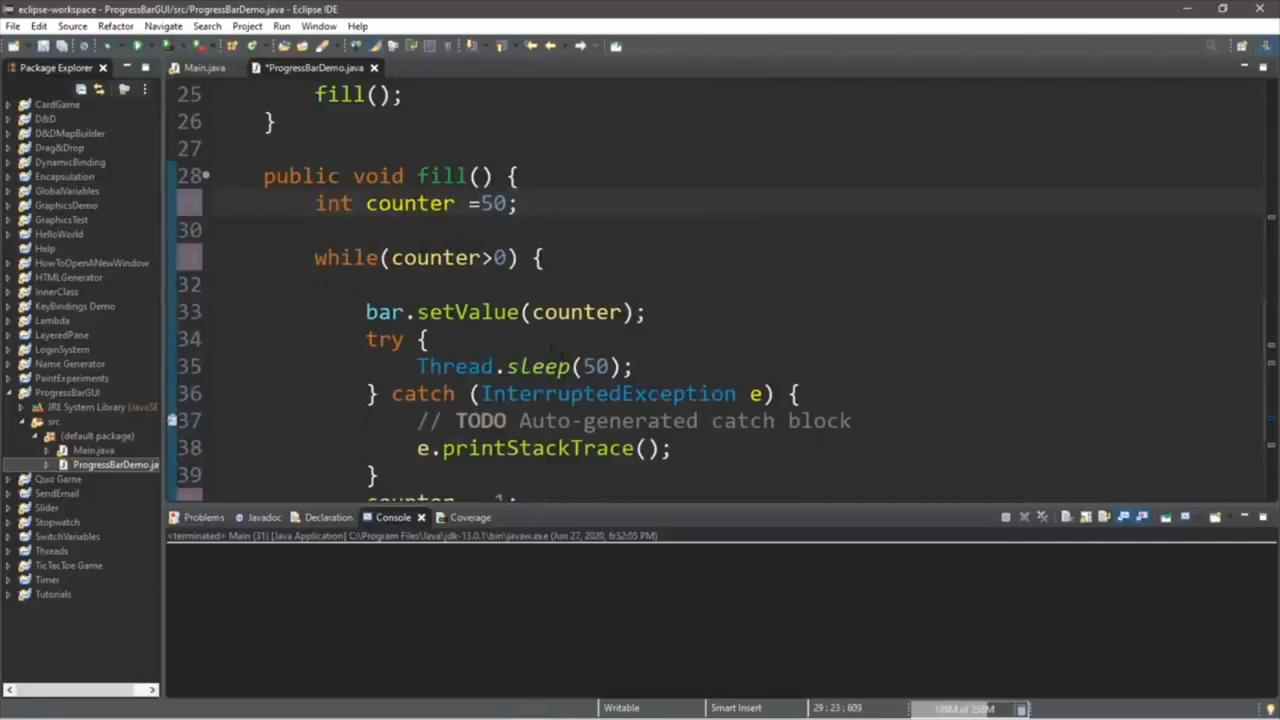 eclipse-workspace - ProgressBarGUI/src/ProgressBarDemo.java - Eclipse IDE
File Edit Source Refactor Navigate Search Project Run Window Help
Package Explorer
Main.java
*ProgressBarDemo.java
CardGame
D&D
D&DMapBuilder
Drag&Drop
DynamicBinding
Encapsulation
GlobalVariables
GraphicsDemo
GraphicsTest
HelloWorld
Help
HowToOpenANewWindow
HTMLGenerator
InnerClass
KeyBindings Demo
Lambda
LayeredPane
LoginSystem
Name Generator
PaintExperiments
ProgressBarGUI
JRE System Library [JavaSE
src
(default package)
Main.java
ProgressBarDemo.ja
Quiz Game
SendEmail
Slider
Stopwatch
SwitchVariables
Threads
TicTacToe Game
Timer
Tutorials
25 fill();
26 }
27
28 public void fill() {
int counter =50;
30
while(counter>0) {
32
33 bar.setValue(counter);
34 try {
35 Thread.sleep(50);
36 } catch (InterruptedException e) {
37 // TODO Auto-generated catch block
38 e.printStackTrace();
39 }
Problems Javadoc Declaration Console Coverage
<terminated> Main (31) [Java Application] C:\Program Files\Java\jdk-13.0.1\bin\javaw.exe (Jun 27, 2020, 6:52:05 PM)
Writable Smart Insert 29 : 23 : 609